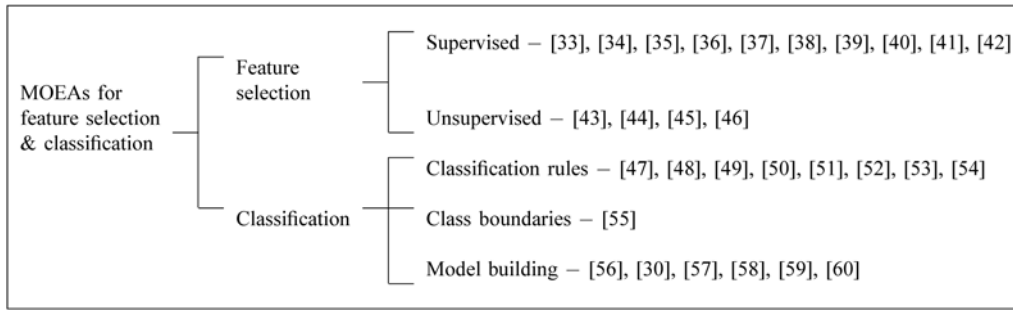 MOEAs for
feature selection
& classification
Feature
selection
Supervised – [33], [34], [35], [36], [37], [38], [39], [40], [41], [42]
Unsupervised – [43], [44], [45], [46]
Classification
Classification rules – [47], [48], [49], [50], [51], [52], [53], [54]
Class boundaries – [55]
Model building – [56], [30], [57], [58], [59], [60]